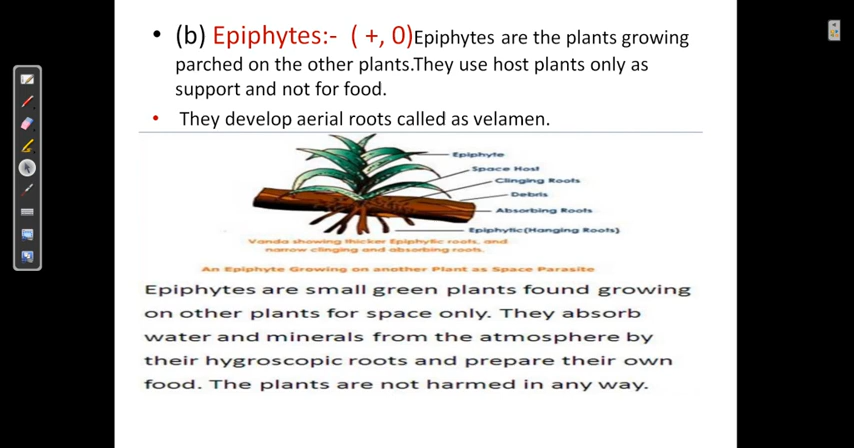 • (b) Epiphytes:- ( +, 0)Epiphytes are the plants growing
parched on the other plants.They use host plants only as
support and not for food.
• They develop aerial roots called as velamen.
Epiphyte
Space Host
Clinging Roots
Debris
Absorbing Roots
Epiphytic(Hanging Roots)
Vanda showing thicker Epiphytic roots, and
narrow clinging and absorbing roots.
An Epiphyte Growing on another Plant as Space Parasite
Epiphytes are small green plants found growing
on other plants for space only. They absorb
water and minerals from the atmosphere by
their hygroscopic roots and prepare their own
food. The plants are not harmed in any way.